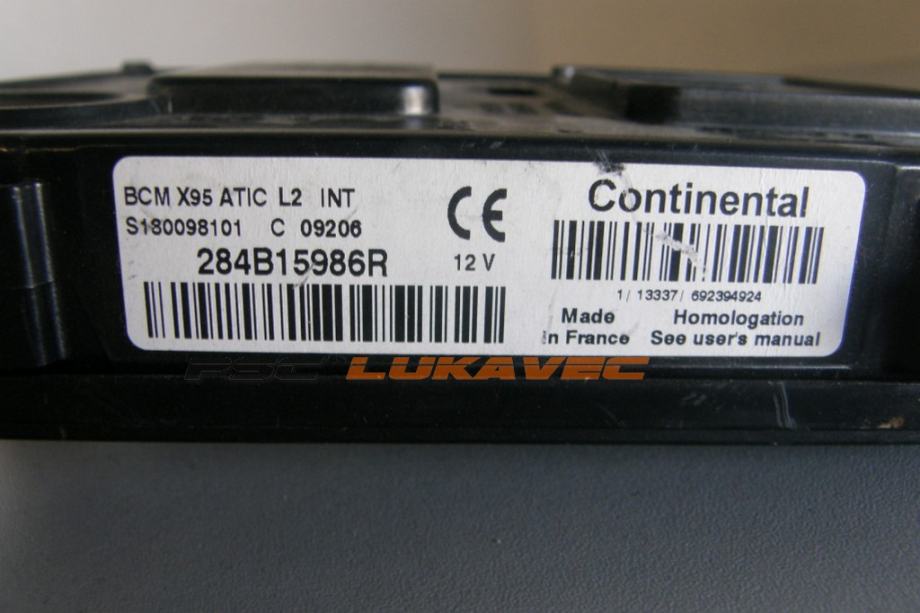 BCM X95 ATIC L2 INT
S180098101 C 09206
284B15986R
CE
12 V
Continental
1/ 13337/ 692394924
Made
in France
Homologation
See user's manual
PSC LUKAVEC